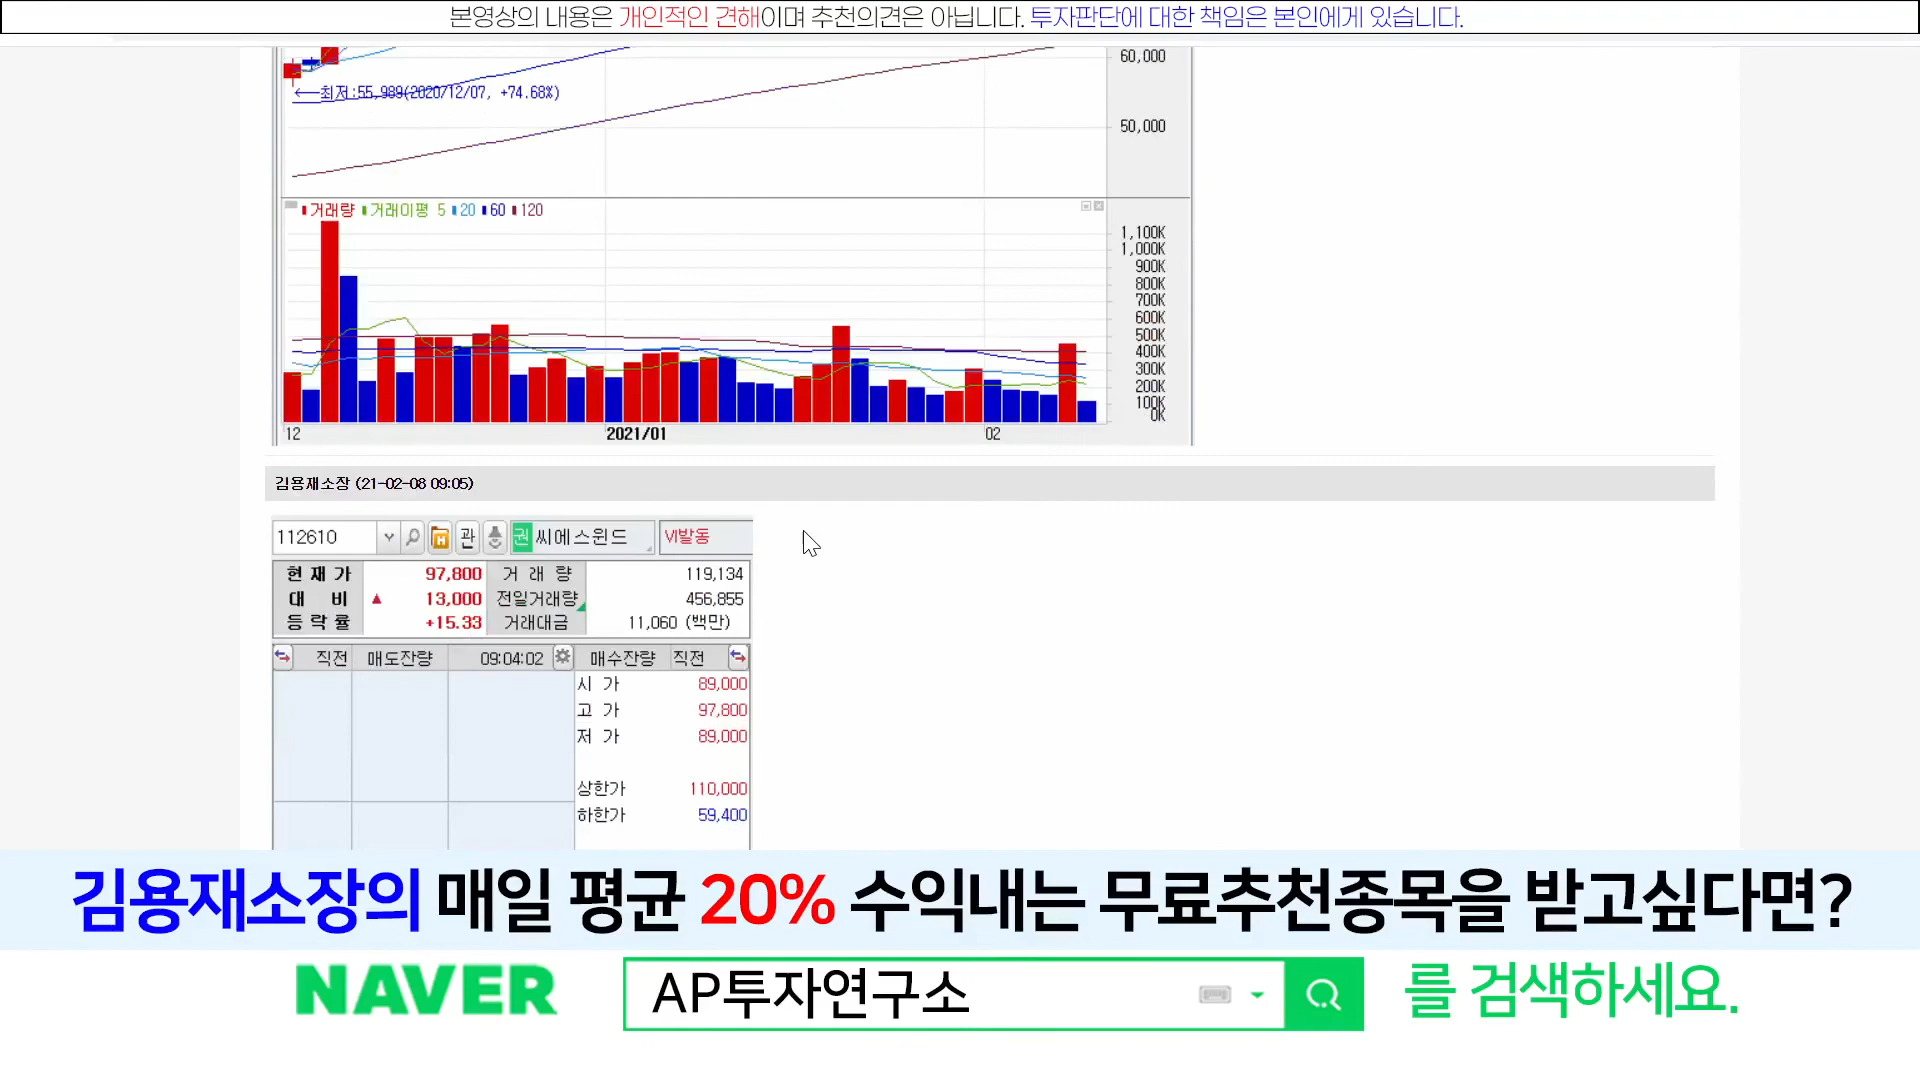 본영상의 내용은 개인적인 견해이며 추천의견은 아닙니다. 투자판단에 대한 책임은 본인에게 있습니다.
60,000
←최저:55,989(2020/12/07, +74.68%)
50,000
거래량 거래이평 5 20 60 120
1,100K
1,000K
900K
800K
700K
600K
500K
400K
300K
200K
100K
0K
12 2021/01 02
김용재소장 (21-02-08 09:05)
112610 관 권 씨에스윈드 VI발동
현재가 97,800 거래량 119,134
대비 ▲ 13,000 전일거래량 456,855
등락률 +15.33 거래대금 11,060 (백만)
직전 매도잔량 09:04:02 매수잔량 직전
시가 89,000
고가 97,800
저가 89,000
상한가 110,000
하한가 59,400
김용재소장의 매일 평균 20% 수익내는 무료추천종목을 받고싶다면?
NAVER AP투자연구소 를 검색하세요.